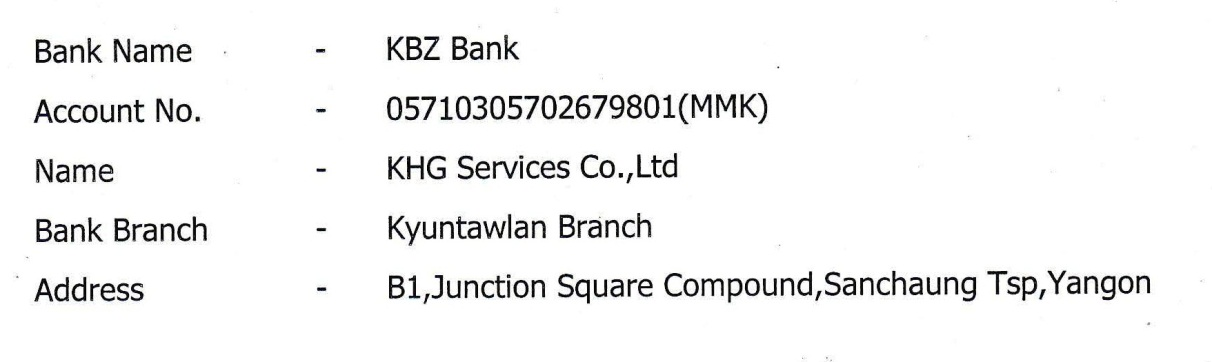 Bank Name - KBZ Bank
Account No. - 05710305702679801(MMK)
Name - KHG Services Co.,Ltd
Bank Branch - Kyuntawlan Branch
Address - B1,Junction Square Compound,Sanchaung Tsp,Yangon